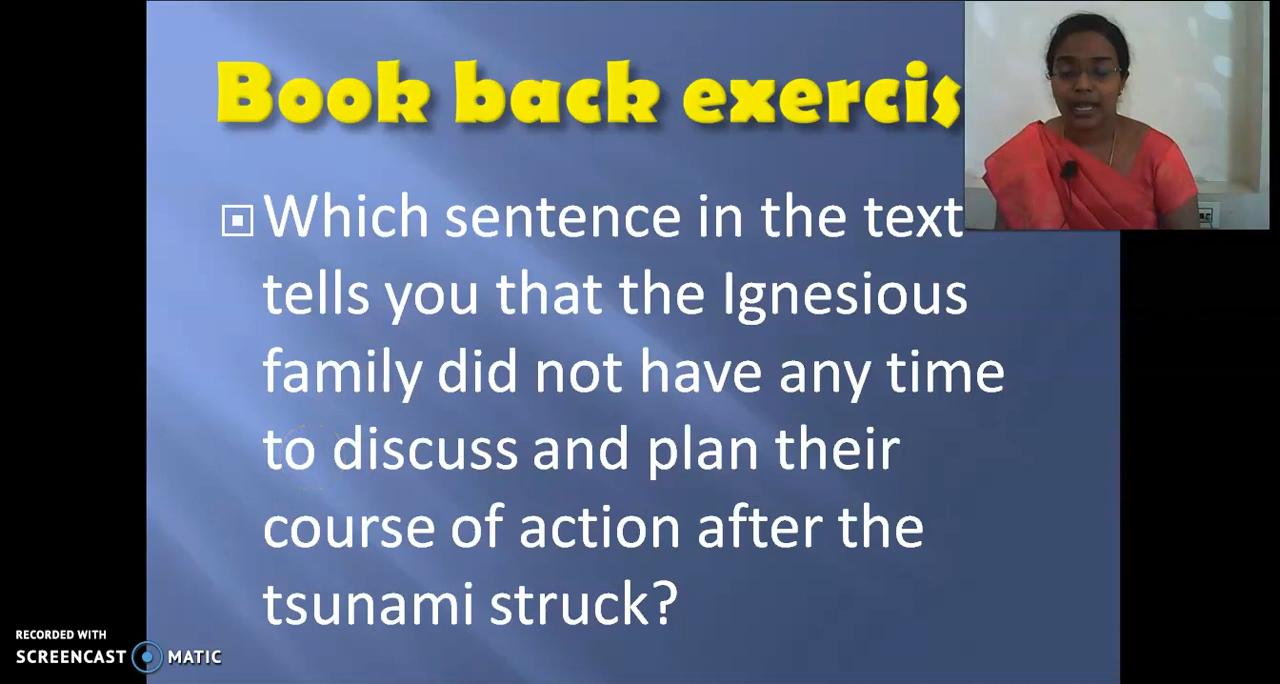 Book back exercis
Which sentence in the text
tells you that the Ignesious
family did not have any time
to discuss and plan their
course of action after the
tsunami struck?
RECORDED WITH
SCREENCAST MATIC